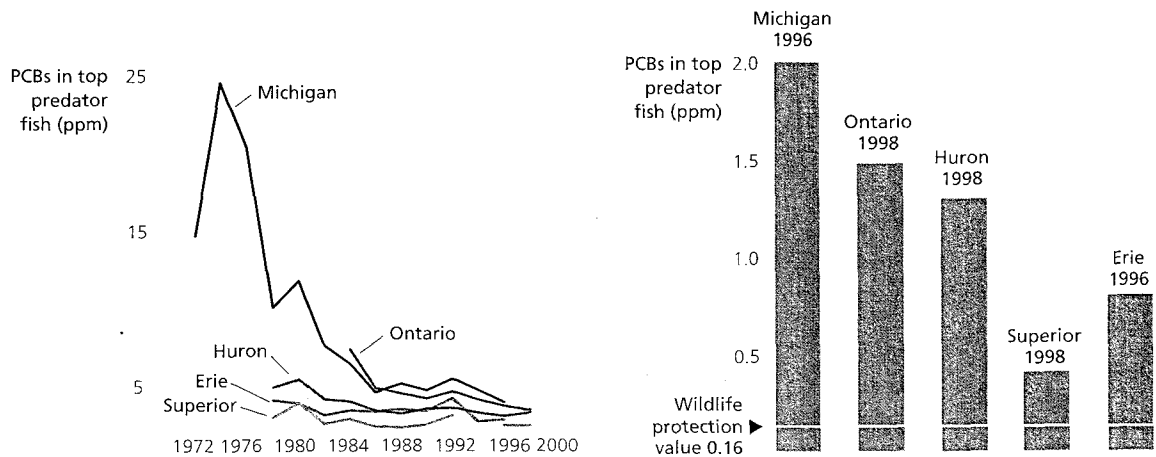 PCBs in top
predator
fish (ppm)
25
15
5
Michigan
Ontario
Huron
Erie
Superior
1972 1976 1980 1984 1988 1992 1996 2000
PCBs in top
predator
fish (ppm)
2.0
1.5
1.0
0.5
Wildlife
protection
value 0.16
Michigan
1996
Ontario
1998
Huron
1998
Superior
1998
Erie
1996